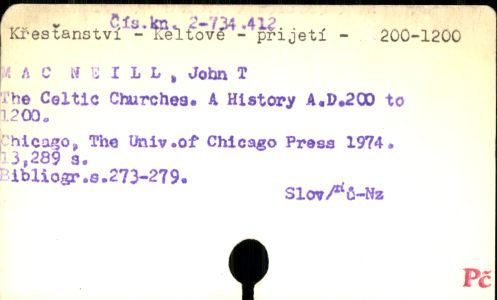 Čís.kn. 2-734.412
Křesťanství - Keltové - přijetí - 200-1200
MAC NEILL, John T
The Celtic Churches. A History A.D.200 to
1200.
Chicago, The Univ.of Chicago Press 1974.
13,289 s.
Bibliogr.s.273-279.
Slov/ Nz
Pč